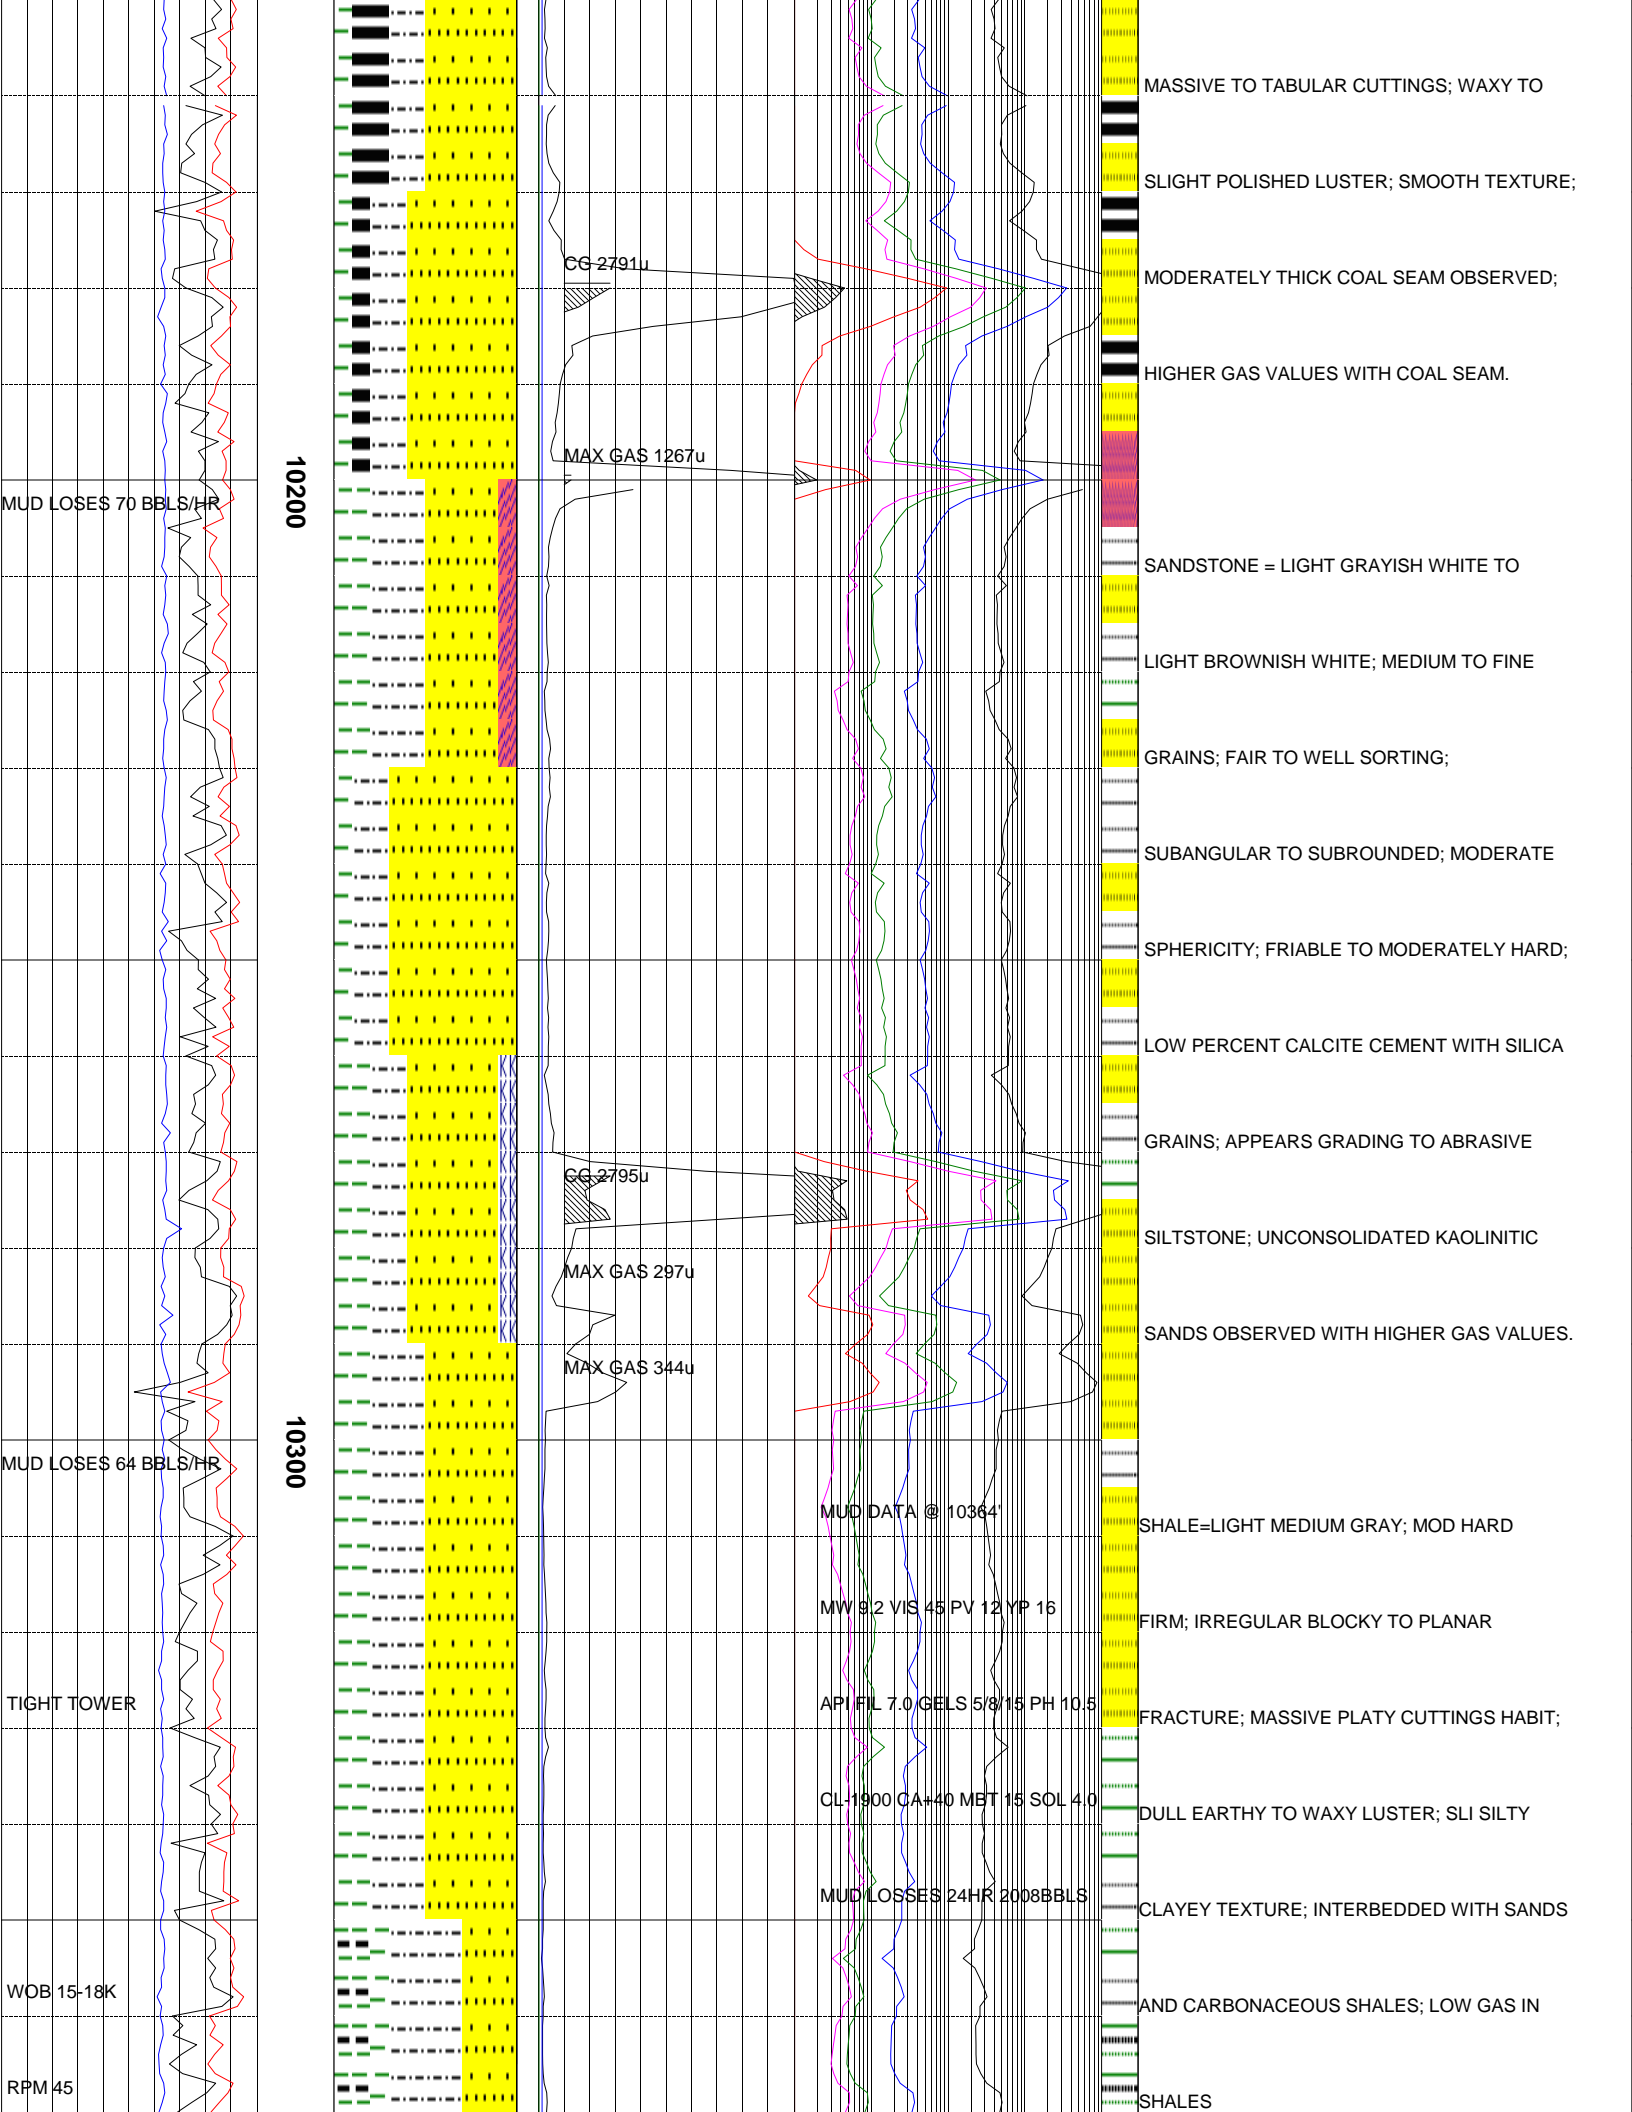 MASSIVE TO TABULAR CUTTINGS; WAXY TO
SLIGHT POLISHED LUSTER; SMOOTH TEXTURE;
CG 2791u
MODERATELY THICK COAL SEAM OBSERVED;
HIGHER GAS VALUES WITH COAL SEAM.
MAX GAS 1267u
10200
MUD LOSES 70 BBLS/HR
SANDSTONE = LIGHT GRAYISH WHITE TO
LIGHT BROWNISH WHITE; MEDIUM TO FINE
GRAINS; FAIR TO WELL SORTING;
SUBANGULAR TO SUBROUNDED; MODERATE
SPHERICITY; FRIABLE TO MODERATELY HARD;
LOW PERCENT CALCITE CEMENT WITH SILICA
GRAINS; APPEARS GRADING TO ABRASIVE
CG 2795u
SILTSTONE; UNCONSOLIDATED KAOLINITIC
MAX GAS 297u
SANDS OBSERVED WITH HIGHER GAS VALUES.
MAX GAS 344u
10300
MUD LOSES 64 BBLS/HR
MUD DATA @ 10364'
SHALE=LIGHT MEDIUM GRAY; MOD HARD
MW 9.2 VIS 45 PV 12 YP 16
FIRM; IRREGULAR BLOCKY TO PLANAR
TIGHT TOWER
API FIL 7.0 GELS 5/8/15 PH 10.5
FRACTURE; MASSIVE PLATY CUTTINGS HABIT;
CL-1900 CA+40 MBT 15 SOL 4.0
DULL EARTHY TO WAXY LUSTER; SLI SILTY
MUD LOSSES 24HR 2008BBLS
CLAYEY TEXTURE; INTERBEDDED WITH SANDS
WOB 15-18K
AND CARBONACEOUS SHALES; LOW GAS IN
RPM 45
SHALES